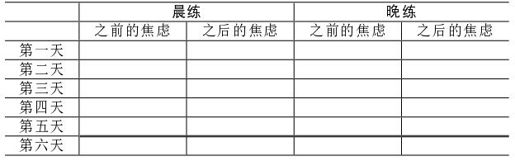 晨练 晚练
之前的焦虑 之后的焦虑 之前的焦虑 之后的焦虑
第一天
第二天
第三天
第四天
第五天
第六天